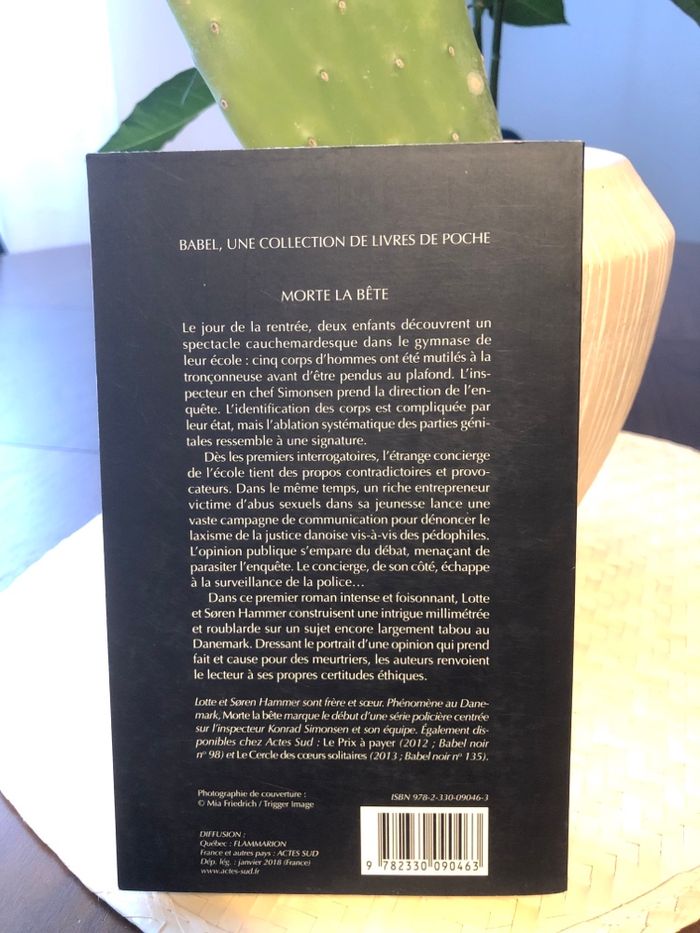 BABEL, UNE COLLECTION DE LIVRES DE POCHE
MORTE LA BÊTE
Le jour de la rentrée, deux enfants découvrent un
spectacle cauchemardesque dans le gymnase de
leur école : cinq corps d’hommes ont été mutilés à la
tronçonneuse avant d’être pendus au plafond. L’ins-
pecteur en chef Simonsen prend la direction de l’en-
quête. L’identification des corps est compliquée par
leur état, mais l’ablation systématique des parties géni-
tales ressemble à une signature.
Dès les premiers interrogatoires, l’étrange concierge
de l’école tient des propos contradictoires et provo-
cateurs. Dans le même temps, un riche entrepreneur
victime d’abus sexuels dans sa jeunesse lance une
vaste campagne de communication pour dénoncer le
laxisme de la justice danoise vis-à-vis des pédophiles.
L’opinion publique s’empare du débat, menaçant de
parasiter l’enquête. Le concierge, de son côté, échappe
à la surveillance de la police…
Dans ce premier roman intense et foisonnant, Lotte
et Søren Hammer construisent une intrigue millimétrée
et roublarde sur un sujet encore largement tabou au
Danemark. Dressant le portrait d’une opinion qui prend
fait et cause pour des meurtriers, les auteurs renvoient
le lecteur à ses propres certitudes éthiques.
Lotte et Søren Hammer sont frère et sœur. Phénomène au Dane-
mark, Morte la bête marque le début d’une série policière centrée
sur l’inspecteur Konrad Simonsen et son équipe. Également dis-
ponibles chez Actes Sud : Le Prix à payer (2012 ; Babel noir
n° 98) et Le Cercle des cœurs solitaires (2013 ; Babel noir n° 135).
Photographie de couverture :
© Mia Friedrich / Trigger Image
ISBN 978-2-330-09046-3
DIFFUSION :
Québec : FLAMMARION
France et autres pays : ACTES SUD
Dép. lég. : janvier 2018 (France)
www.actes-sud.fr
9 782330 090463